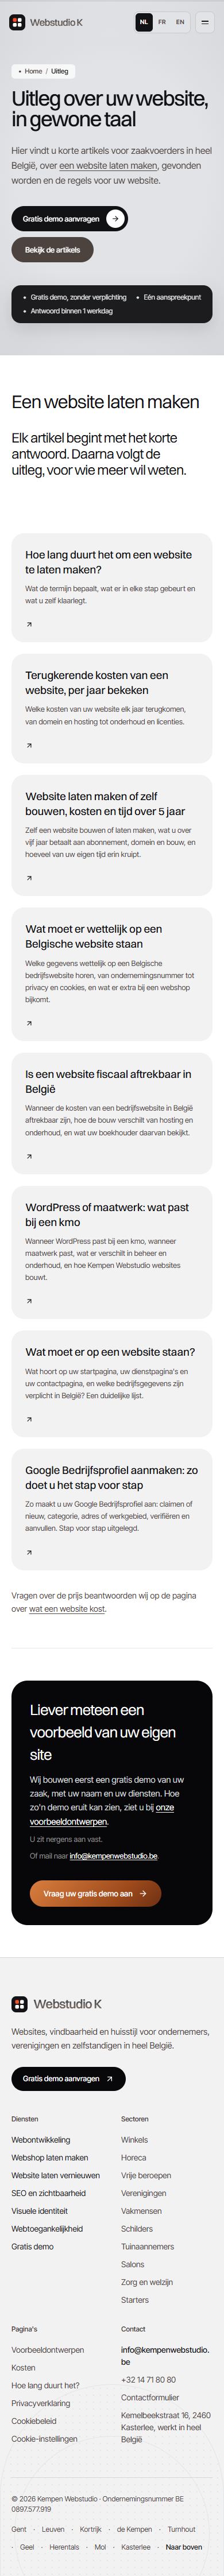 Webstudio K
NL FR EN
• Home / Uitleg
Uitleg over uw website,
in gewone taal
Hier vindt u korte antwoorden voor zaakvoerders in heel
België, over een website laten maken, gevonden
worden en de regels voor uw website.
Gratis demo aanvragen
Bekijk de artikels
• Gratis demo, zonder verplichting • Eén aanspreekpunt
• Antwoord binnen 1 werkdag
Een website laten maken
Elk artikel begint met het korte
antwoord. Daarna volgt de
uitleg, voor wie meer wil weten.
Hoe lang duurt het om een website
te laten maken?
Wat de termijn bepaalt, wat er in elke stap gebeurt en
wat u zelf klaarlegt.
Terugkerende kosten van een
website, per jaar bekeken
Welke kosten van uw website elk jaar terugkomen,
van domein en hosting tot onderhoud en licenties.
Website laten maken of zelf
bouwen, kosten en tijd over 5 jaar
Zelf een website bouwen of laten maken, wat u over
vijf jaar betaalt aan abonnement, domein en bouw, en
hoeveel van uw eigen tijd erin kruipt.
Wat moet er wettelijk op een
Belgische website staan
Welke gegevens wettelijk op een Belgische
bedrijfswebsite horen, van ondernemingsnummer tot
privacy en cookies, en wat er extra bij een webshop
bijkomt.
Is een website fiscaal aftrekbaar in
België
Wanneer de kosten van een bedrijfswebsite in België
aftrekbaar zijn, hoe de bouw verschilt van hosting en
onderhoud, en wat uw boekhouder daarvan bekijkt.
WordPress of maatwerk: wat past
bij een kmo
Wanneer WordPress past bij een kmo, wanneer
maatwerk past, wat er verschilt in beheer en
onderhoud, en hoe Kempen Webstudio websites
bouwt.
Wat moet er op een website staan?
Wat hoort op uw startpagina, uw dienstpagina's en
uw contactpagina, en welke bedrijfsgegevens zijn
verplicht in België? Een duidelijke lijst.
Google Bedrijfsprofiel aanmaken: zo
doet u het stap voor stap
Zo maakt u uw Google Bedrijfsprofiel aan: claimen of
nieuw, categorie, adres of werkgebied, verifiëren en
aanvullen. Stap voor stap uitgelegd.
Vragen over de prijs beantwoorden wij op de pagina
over wat een website kost.
Liever meteen een
voorbeeld van uw eigen
site
Wij bouwen eerst een gratis demo van uw
zaak, met uw naam en uw diensten. Hoe
zo'n demo eruit kan zien, ziet u bij onze
voorbeeldontwerpen.
U zit nergens aan vast.
Of mail naar info@kempenwebstudio.be.
Vraag uw gratis demo aan
Webstudio K
Websites, vindbaarheid en huisstijl voor ondernemers,
verenigingen en zelfstandigen in heel België.
Gratis demo aanvragen
Diensten
Webontwikkeling
Webshop laten maken
Website laten vernieuwen
SEO en zichtbaarheid
Visuele identiteit
Webtoegankelijkheid
Gratis demo
Sectoren
Winkels
Horeca
Vrije beroepen
Verenigingen
Vakmensen
Schilders
Tuinaannemers
Salons
Zorg en welzijn
Starters
Pagina's
Voorbeeldontwerpen
Kosten
Hoe lang duurt het?
Privacyverklaring
Cookiebeleid
Cookie-instellingen
Contact
info@kempenwebstudio.
be
+32 14 71 80 80
Contactformulier
Kemelbeekstraat 16, 2460
Kasterlee, werkt in heel
België
© 2026 Kempen Webstudio · Ondernemingsnummer BE
0897.577.919
Gent · Leuven · Kortrijk · de Kempen · Turnhout
· Geel · Herentals · Mol · Kasterlee · Naar boven